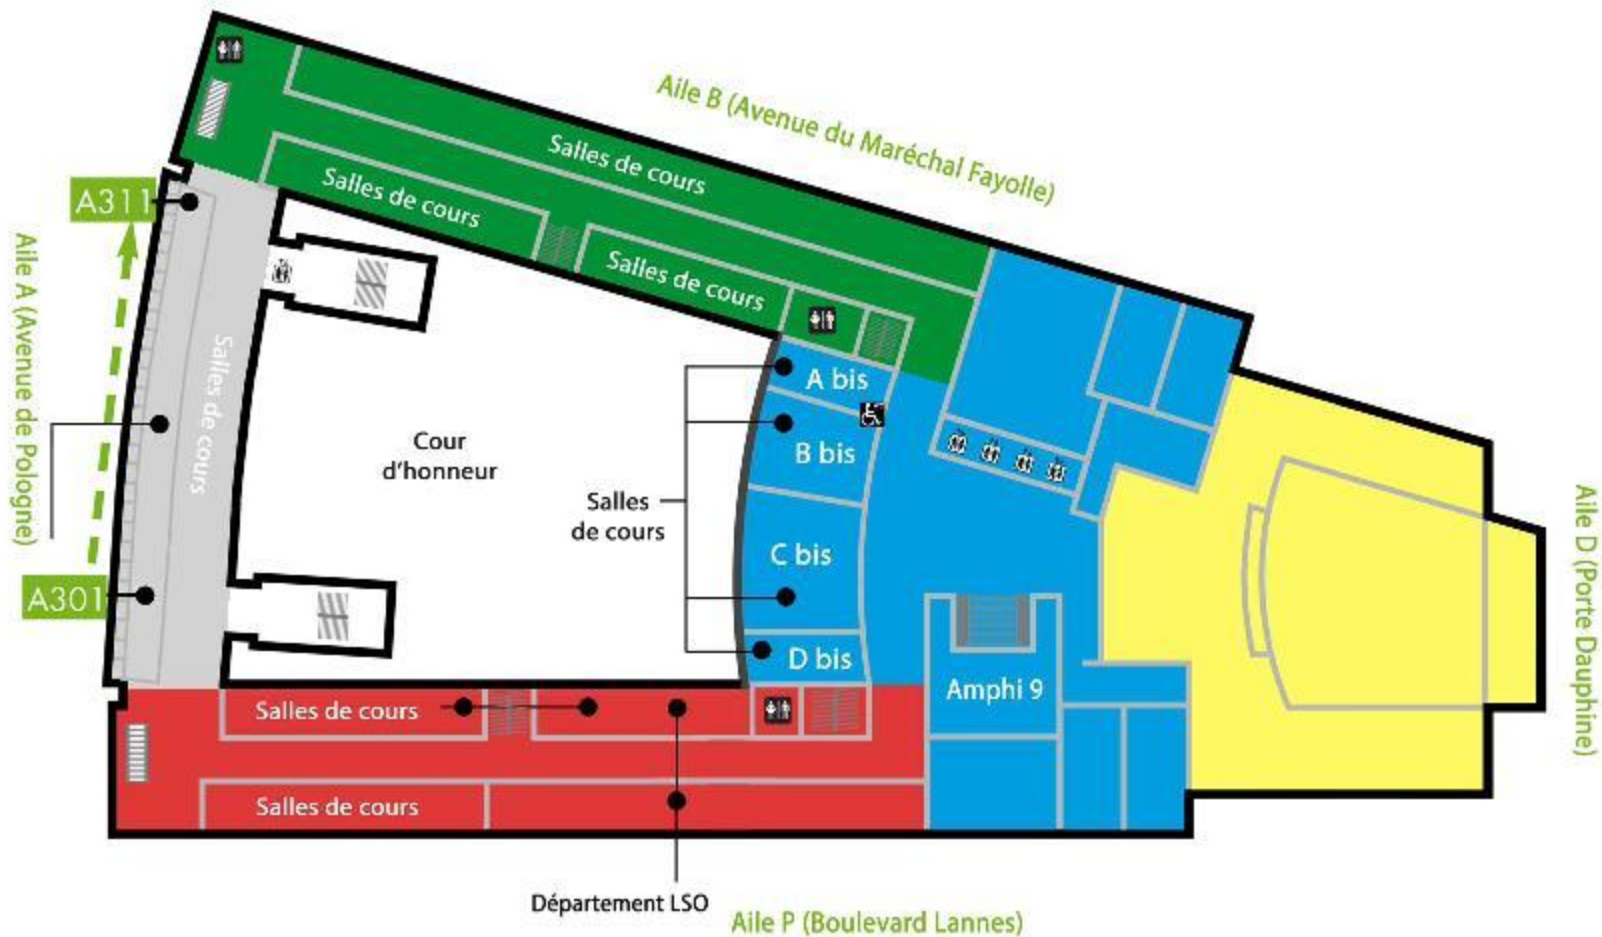 Aile B (Avenue du Maréchal Fayolle)
Salles de cours
Salles de cours
Salles de cours
A311
Aile A (Avenue de Pologne)
Salles de cours
A301
Cour
d'honneur
Salles
de cours
A bis
B bis
C bis
D bis
Amphi 9
Aile D (Porte Dauphine)
Salles de cours
Salles de cours
Département LSO
Aile P (Boulevard Lannes)